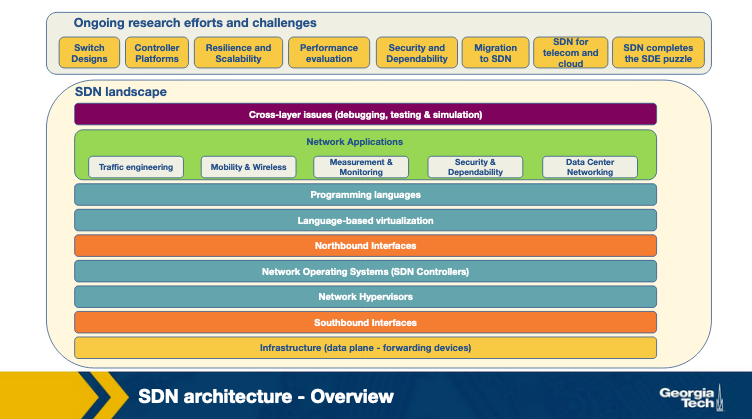 Ongoing research efforts and challenges
Switch
Designs
Controller
Platforms
Resilience and
Scalability
Performance
evaluation
Security and
Dependability
Migration
to SDN
SDN for
telecom and
cloud
SDN completes
the SDE puzzle
SDN landscape
Cross-layer issues (debugging, testing & simulation)
Network Applications
Traffic engineering
Mobility & Wireless
Measurement &
Monitoring
Security &
Dependability
Data Center
Networking
Programming languages
Language-based virtualization
Northbound Interfaces
Network Operating Systems (SDN Controllers)
Network Hypervisors
Southbound Interfaces
Infrastructure (data plane - forwarding devices)
SDN architecture - Overview
Georgia
Tech